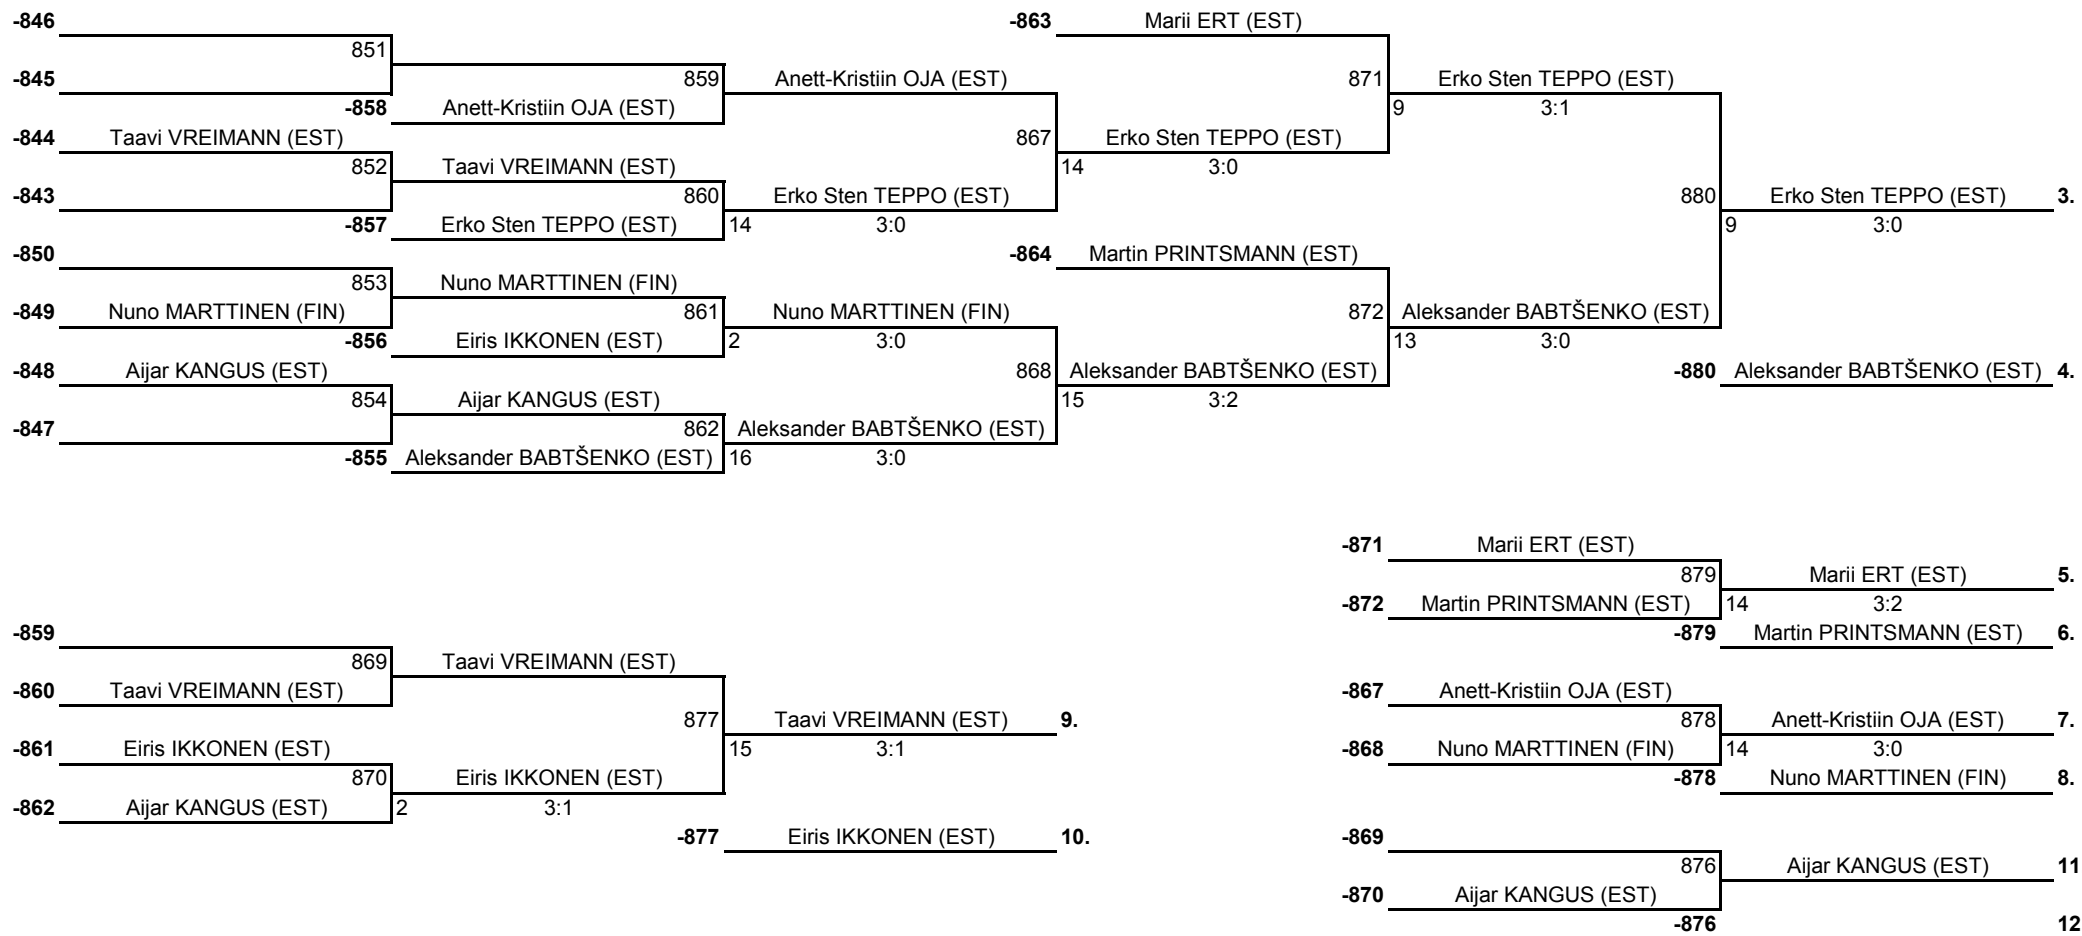 -846 -863 Marii ERT (EST)
851
-845 859 Anett-Kristiin OJA (EST) 871 Erko Sten TEPPO (EST)
-858 Anett-Kristiin OJA (EST) 9 3:1
-844 Taavi VREIMANN (EST) 867 Erko Sten TEPPO (EST)
852 Taavi VREIMANN (EST) 14 3:0
-843 860 Erko Sten TEPPO (EST) 880 Erko Sten TEPPO (EST) 3.
-857 Erko Sten TEPPO (EST) 14 3:0 9 3:0
-850 -864 Martin PRINTSMANN (EST)
853 Nuno MARTTINEN (FIN)
-849 Nuno MARTTINEN (FIN) 861 Nuno MARTTINEN (FIN) 872 Aleksander BABTŠENKO (EST)
-856 Eiris IKKONEN (EST) 2 3:0 13 3:0
-848 Aijar KANGUS (EST) 868 Aleksander BABTŠENKO (EST) -880 Aleksander BABTŠENKO (EST) 4.
854 Aijar KANGUS (EST) 15 3:2
-847 862 Aleksander BABTŠENKO (EST)
-855 Aleksander BABTŠENKO (EST) 16 3:0
-871 Marii ERT (EST)
879 Marii ERT (EST) 5.
-872 Martin PRINTSMANN (EST) 14 3:2
-859 -879 Martin PRINTSMANN (EST) 6.
869 Taavi VREIMANN (EST)
-860 Taavi VREIMANN (EST) -867 Anett-Kristiin OJA (EST)
877 Taavi VREIMANN (EST) 9. 878 Anett-Kristiin OJA (EST) 7.
-861 Eiris IKKONEN (EST) 15 3:1 -868 Nuno MARTTINEN (FIN) 14 3:0
870 Eiris IKKONEN (EST) -878 Nuno MARTTINEN (FIN) 8.
-862 Aijar KANGUS (EST) 2 3:1
-877 Eiris IKKONEN (EST) 10. -869
876 Aijar KANGUS (EST) 11
-870 Aijar KANGUS (EST)
-876 12